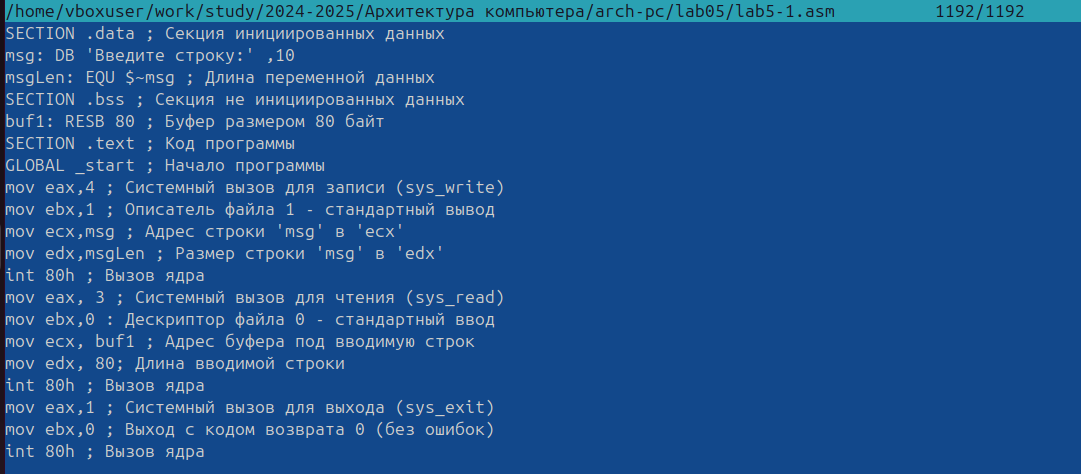 /home/vboxuser/work/study/2024-2025/Архитектура компьютера/arch-pc/lab05/lab5-1.asm 1192/1192
SECTION .data ; Секция инициированных данных
msg: DB 'Введите строку:' ,10
msgLen: EQU $~msg ; Длина переменной данных
SECTION .bss ; Секция не инициированных данных
buf1: RESB 80 ; Буфер размером 80 байт
SECTION .text ; Код программы
GLOBAL _start ; Начало программы
mov eax,4 ; Системный вызов для записи (sys_write)
mov ebx,1 ; Описатель файла 1 - стандартный вывод
mov ecx,msg ; Адрес строки 'msg' в 'ecx'
mov edx,msgLen ; Размер строки 'msg' в 'edx'
int 80h ; Вызов ядра
mov eax, 3 ; Системный вызов для чтения (sys_read)
mov ebx,0 : Дескриптор файла 0 - стандартный ввод
mov ecx, buf1 ; Адрес буфера под вводимую строк
mov edx, 80; Длина вводимой строки
int 80h ; Вызов ядра
mov eax,1 ; Системный вызов для выхода (sys_exit)
mov ebx,0 ; Выход с кодом возврата 0 (без ошибок)
int 80h ; Вызов ядра